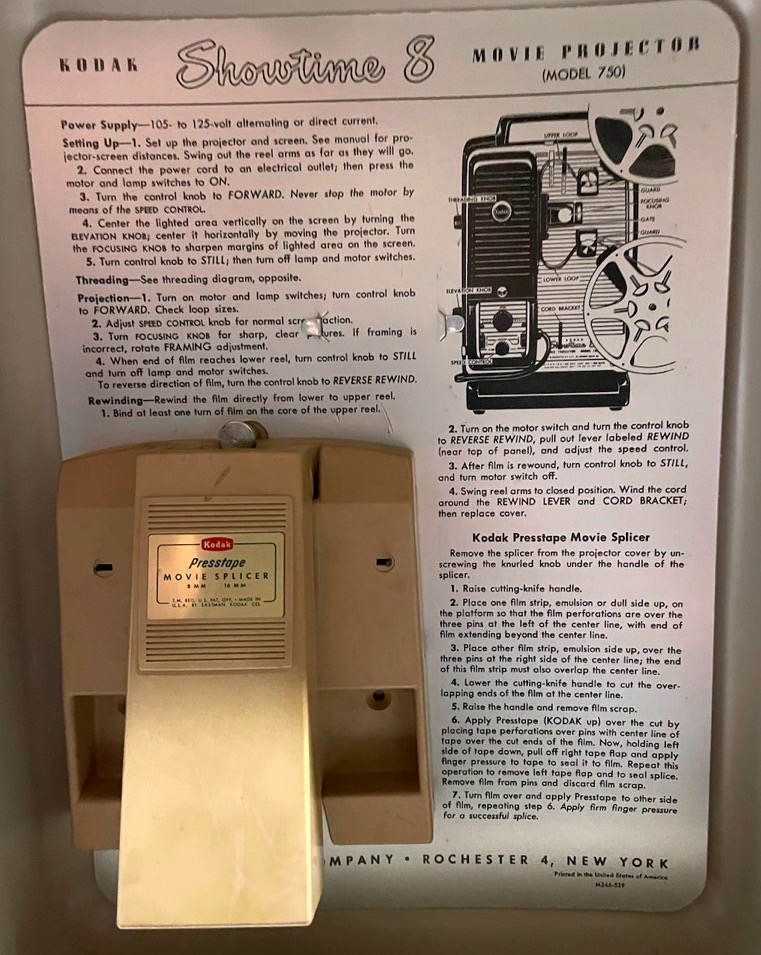 KODAK Showtime 8 MOVIE PROJECTOR
(MODEL 750)
Power Supply—105- to 125-volt alternating or direct current.
Setting Up—1. Set up the projector and screen. See manual for pro-
jector-screen distances. Swing out the reel arms as far as they will go.
2. Connect the power cord to an electrical outlet; then press the
motor and lamp switches to ON.
3. Turn the control knob to FORWARD. Never stop the motor by
means of the SPEED CONTROL.
4. Center the lighted area vertically on the screen by turning the
ELEVATION KNOB; center it horizontally by moving the projector. Turn
the FOCUSING KNOB to sharpen margins of lighted area on the screen.
5. Turn control knob to STILL; then turn off lamp and motor switches.
Threading—See threading diagram, opposite.
Projection—1. Turn on motor and lamp switches; turn control knob
to FORWARD. Check loop sizes.
2. Adjust SPEED CONTROL knob for normal scre action.
3. Turn FOCUSING KNOB for sharp, clear ures. If framing is
incorrect, rotate FRAMING adjustment.
4. When end of film reaches lower reel, turn control knob to STILL
and turn off lamp and motor switches.
To reverse direction of film, turn the control knob to REVERSE REWIND.
Rewinding—Rewind the film directly from lower to upper reel.
1. Bind at least one turn of film on the core of the upper reel.
UPPER LOOP
THREADING KNOB
GUARD
FOCUSING
KNOB
GATE
GUARD
LOWER LOOP
ELEVATION KNOB
CORD BRACKET
SPEED CONTROL
2. Turn on the motor switch and turn the control knob
to REVERSE REWIND, pull out lever labeled REWIND
(near top of panel), and adjust the speed control.
3. After film is rewound, turn control knob to STILL,
and turn motor switch off.
4. Swing reel arms to closed position. Wind the cord
around the REWIND LEVER and CORD BRACKET;
then replace cover.
Kodak Presstape Movie Splicer
Remove the splicer from the projector cover by un-
screwing the knurled knob under the handle of the
splicer.
1. Raise cutting-knife handle.
2. Place one film strip, emulsion or dull side up, on
the platform so that the film perforations are over the
three pins at the left of the center line, with end of
film extending beyond the center line.
3. Place other film strip, emulsion side up, over the
three pins at the right side of the center line; the end
of this film strip must also overlap the center line.
4. Lower the cutting-knife handle to cut the over-
lapping ends of the film at the center line.
5. Raise the handle and remove film scrap.
6. Apply Presstape (KODAK up) over the cut by
placing tape perforations over pins with center line of
tape over the cut ends of the film. Now, holding left
side of tape down, pull off right tape flap and apply
finger pressure to tape to seal it to film. Repeat this
operation to remove left tape flap and to seal splice.
Remove film from pins and discard film scrap.
7. Turn film over and apply Presstape to other side
of film, repeating step 6. Apply firm finger pressure
for a successful splice.
Kodak
Presstape
MOVIE SPLICER
8 MM 16 MM
T.M. REG. U.S. PAT. OFF. • MADE IN
U.S.A. BY EASTMAN KODAK CO.
OMPANY • ROCHESTER 4, NEW YORK
Printed in the United States of America
M246-539